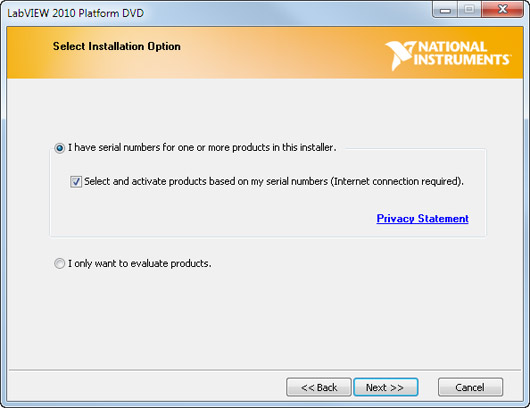 LabVIEW 2010 Platform DVD
Select Installation Option
NATIONAL
INSTRUMENTS
I have serial numbers for one or more products in this installer.
Select and activate products based on my serial numbers (Internet connection required).
Privacy Statement
I only want to evaluate products.
<< Back
Next >>
Cancel